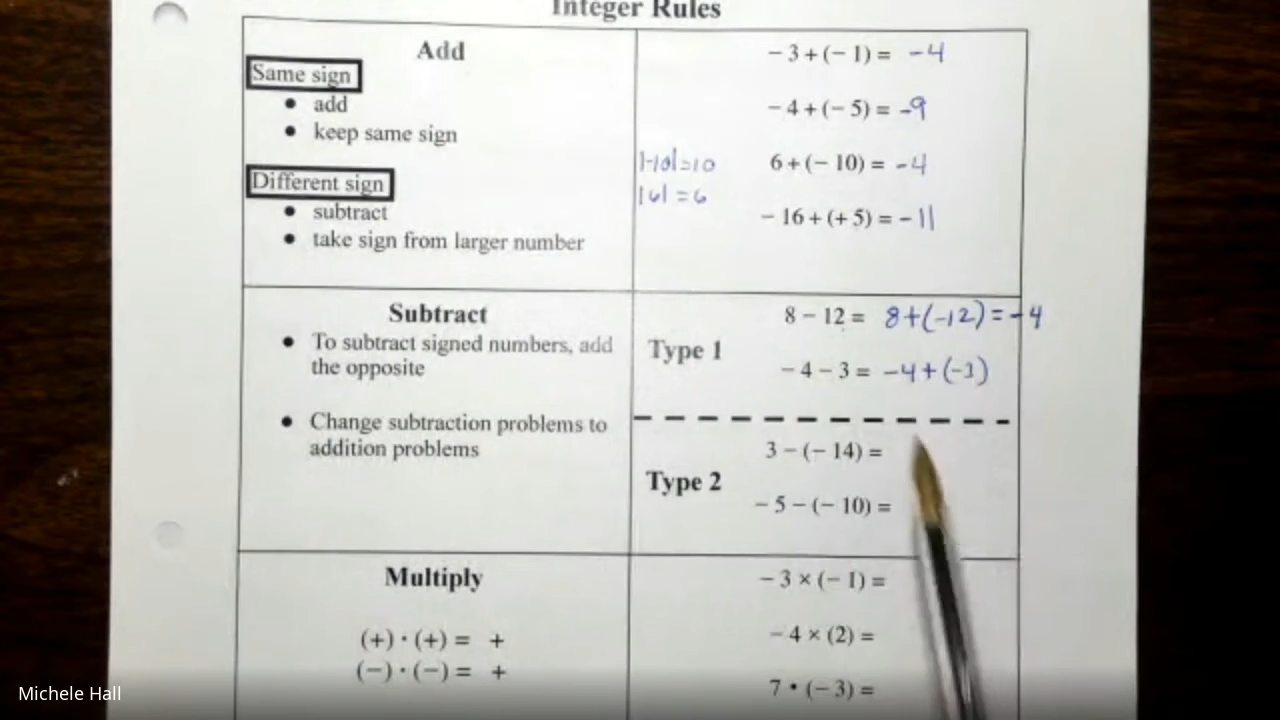 Integer Rules
Add
Same sign
● add
● keep same sign
Different sign
● subtract
● take sign from larger number
− 3 + (− 1) = -4
− 4 + (− 5) = -9
|-10|=10
6 + (− 10) = -4
|6| = 6
− 16 + (+ 5) = -11
Subtract
● To subtract signed numbers, add
the opposite
● Change subtraction problems to
addition problems
Type 1
8 − 12 = 8+(-12)=-4
− 4 − 3 = -4+(-3)
Type 2
3 − (− 14) =
− 5 − (− 10) =
Multiply
(+) · (+) = +
(−) · (−) = +
− 3 × (− 1) =
− 4 × (2) =
7 • (− 3) =
Michele Hall